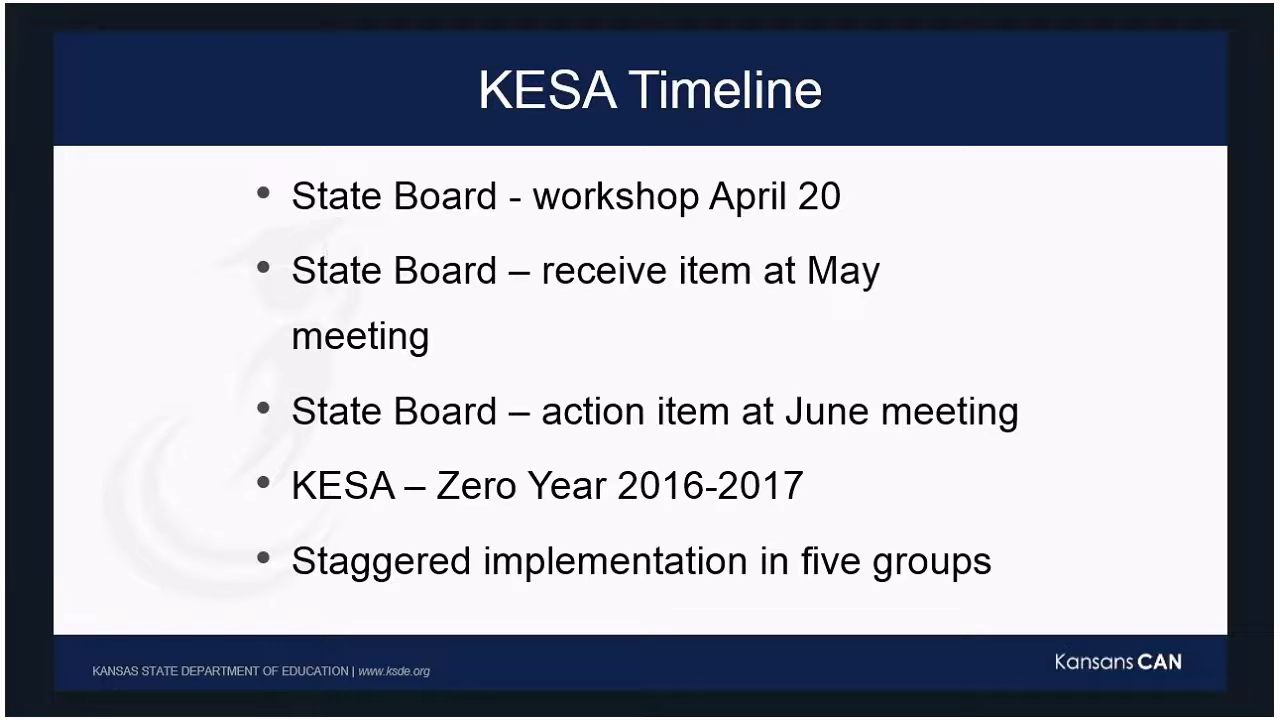 KESA Timeline
• State Board - workshop April 20
• State Board – receive item at May
meeting
• State Board – action item at June meeting
• KESA – Zero Year 2016-2017
• Staggered implementation in five groups
KANSAS STATE DEPARTMENT OF EDUCATION | www.ksde.org
KansansCAN